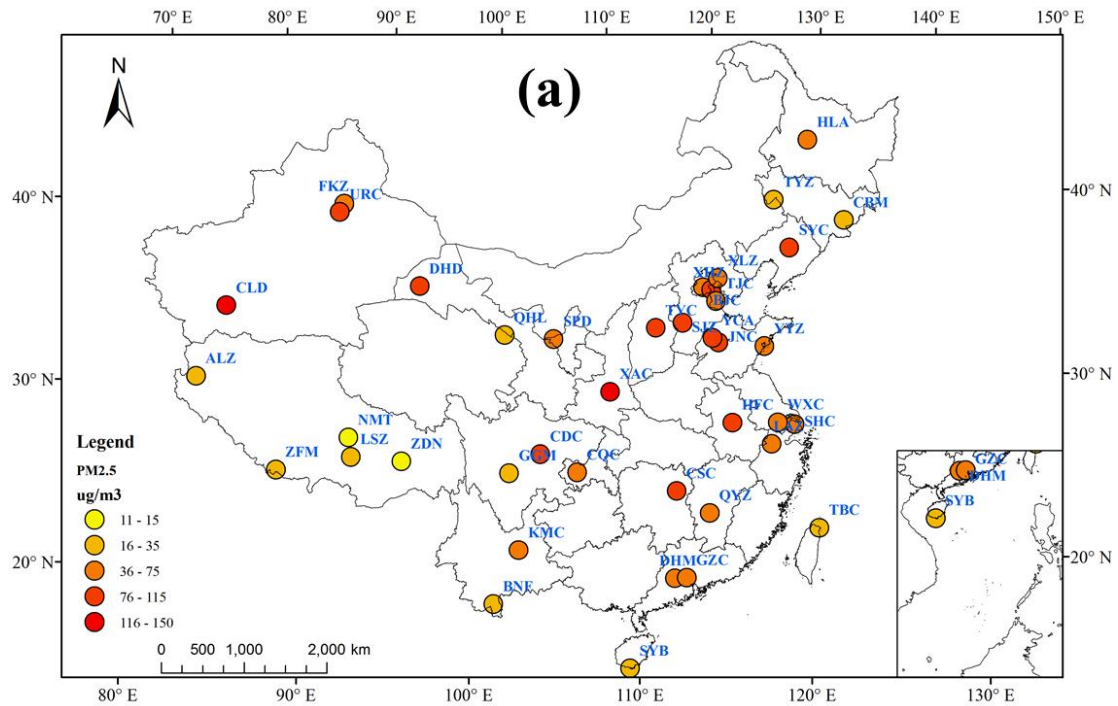 70° E 80° E 90° E 100° E 110° E 120° E 130° E 140° E 150° E
N
(a)
HLA
TYZ
FKZ
URC
40° N
40° N
CBM
SYC
XLZ
DHD
XHZ
TJC
CLD
BJC
TYC
QHL
SPD
SJZ
YCA
JNC
YTZ
ALZ
30° N
30° N
XAC
HFC
WXC
SHC
NMT
LSZ
ZDN
ZFM
CDC
GGM
CQC
Legend
PM2.5
ug/m3
11 - 15
16 - 35
36 - 75
76 - 115
116 - 150
CSC
QYZ
TBC
KMC
DHM
GZC
BNF
20° N
20° N
GZC
DHM
SYB
SYB
0 500 1,000 2,000 km
80° E 90° E 100° E 110° E 120° E 130° E